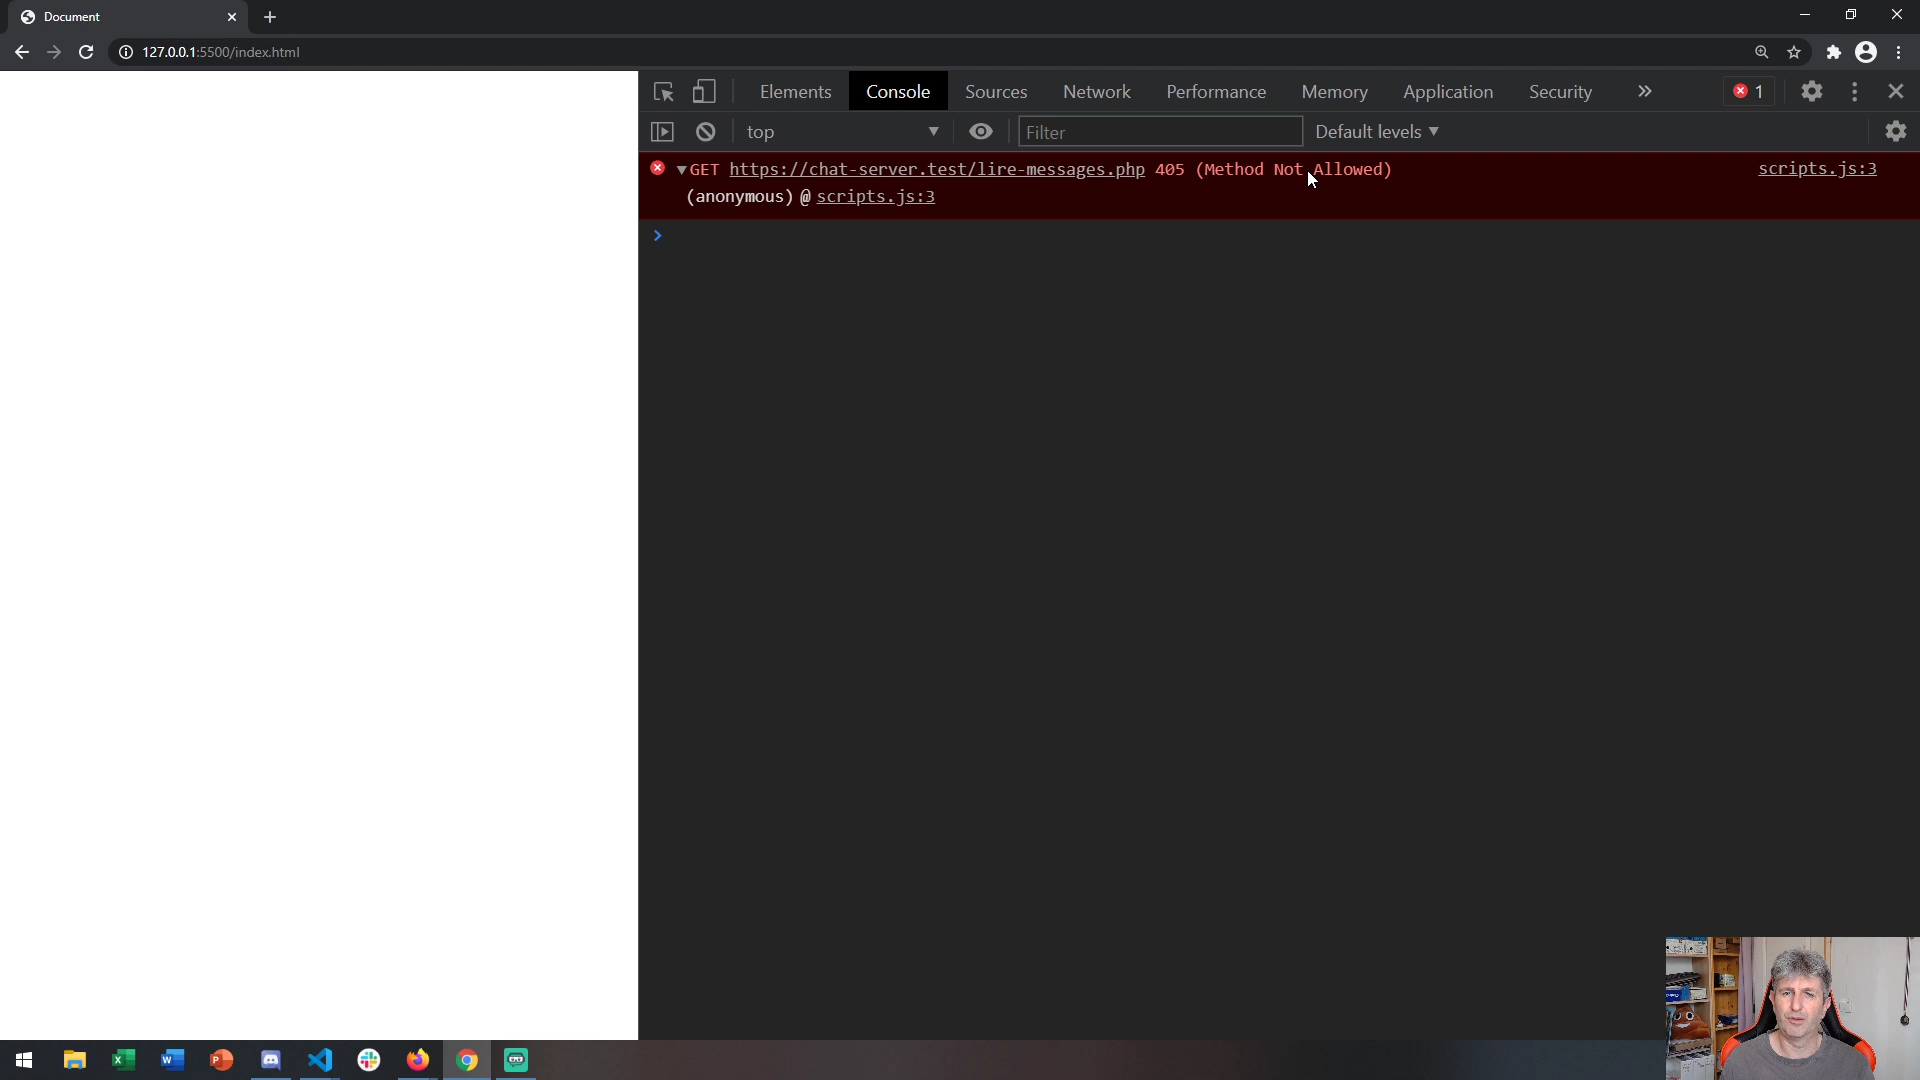 Document
127.0.0.1:5500/index.html
Elements Console Sources Network Performance Memory Application Security » 1
top Filter Default levels
GET https://chat-server.test/lire-messages.php 405 (Method Not Allowed) scripts.js:3
(anonymous) @ scripts.js:3